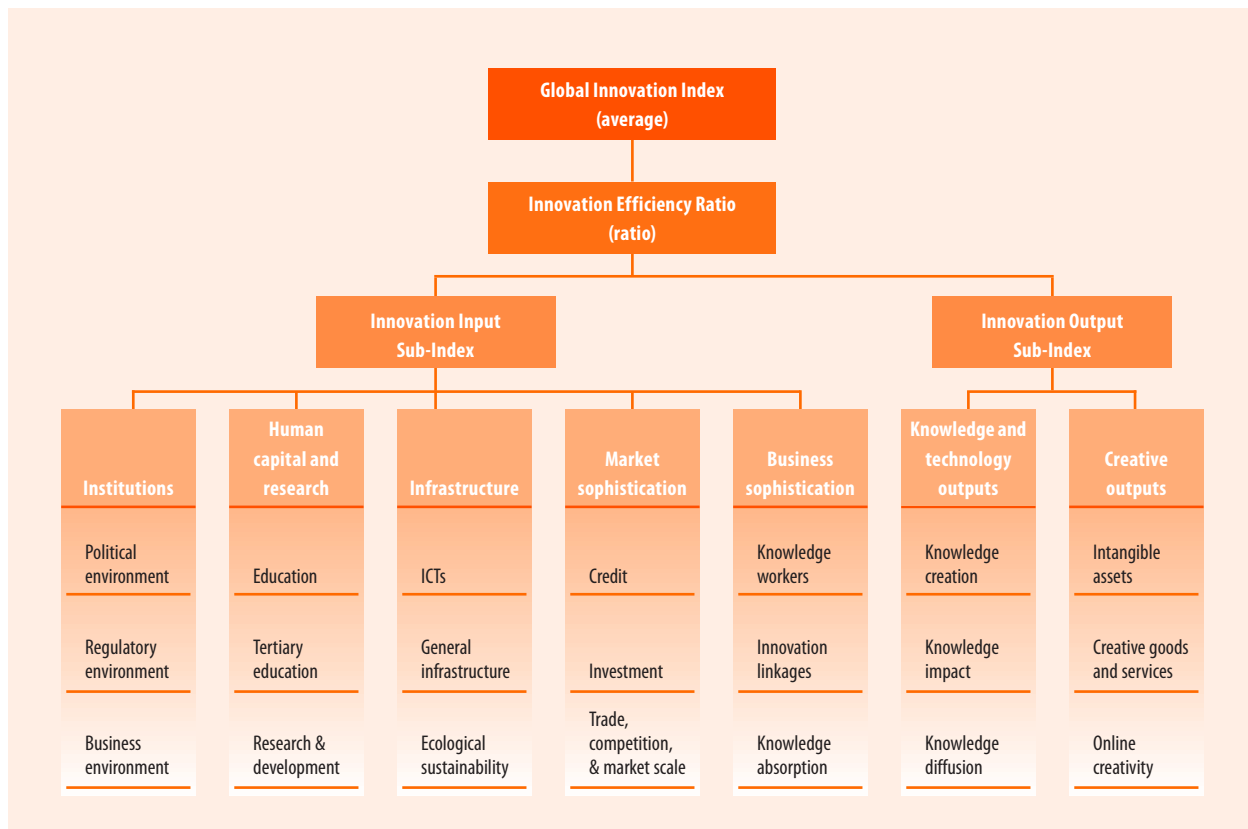 Global Innovation Index
(average)
Innovation Efficiency Ratio
(ratio)
Innovation Input
Sub-Index
Innovation Output
Sub-Index
Institutions
Human
capital and
research
Infrastructure
Market
sophistication
Business
sophistication
Knowledge and
technology
outputs
Creative
outputs
Political
environment
Education
ICTs
Credit
Knowledge
workers
Knowledge
creation
Intangible
assets
Regulatory
environment
Tertiary
education
General
infrastructure
Investment
Innovation
linkages
Knowledge
impact
Creative goods
and services
Business
environment
Research &
development
Ecological
sustainability
Trade,
competition,
& market scale
Knowledge
absorption
Knowledge
diffusion
Online
creativity